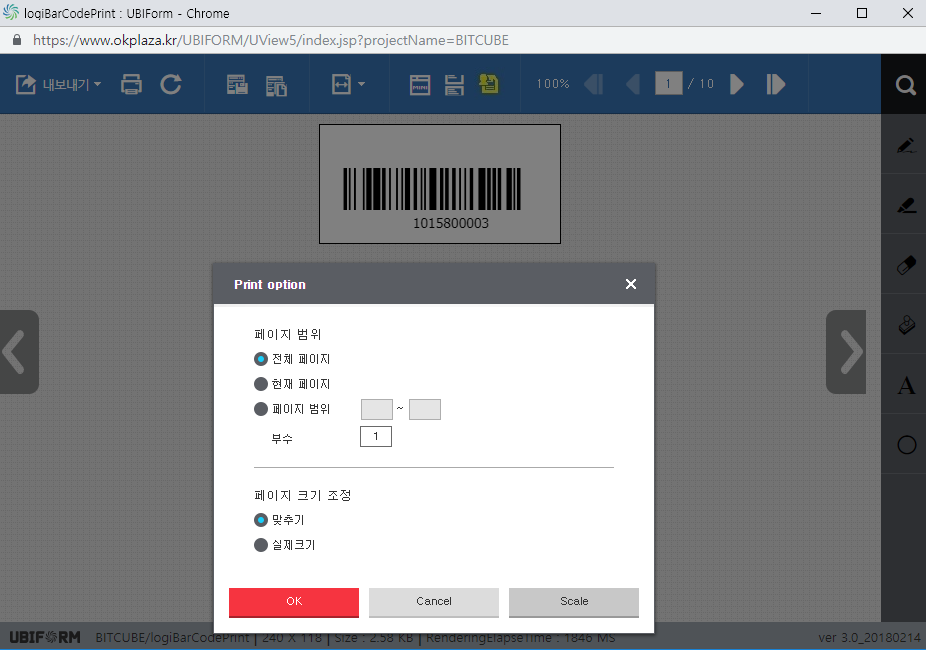 logiBarCodePrint : UBIForm - Chrome
https://www.okplaza.kr/UBIFORM/UView5/index.jsp?projectName=BITCUBE
내보내기 100% 1 / 10
1015800003
Print option
페이지 범위
전체 페이지
현재 페이지
페이지 범위 ~
부수 1
페이지 크기 조정
맞추기
실제크기
OK Cancel Scale
UBIFORM BITCUBE/logiBarCodePrint | 240 X 118 | Size : 2.58 KB | RenderingElapseTime : 1846 MS ver 3.0_20180214